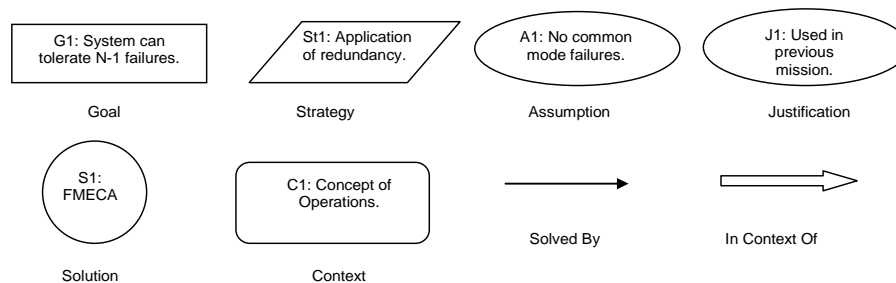 G1: System can
tolerate N-1 failures.
St1: Application
of redundancy.
A1: No common
mode failures.
J1: Used in
previous
mission.
Goal
Strategy
Assumption
Justification
S1:
FMECA
C1: Concept of
Operations.
Solved By
In Context Of
Solution
Context